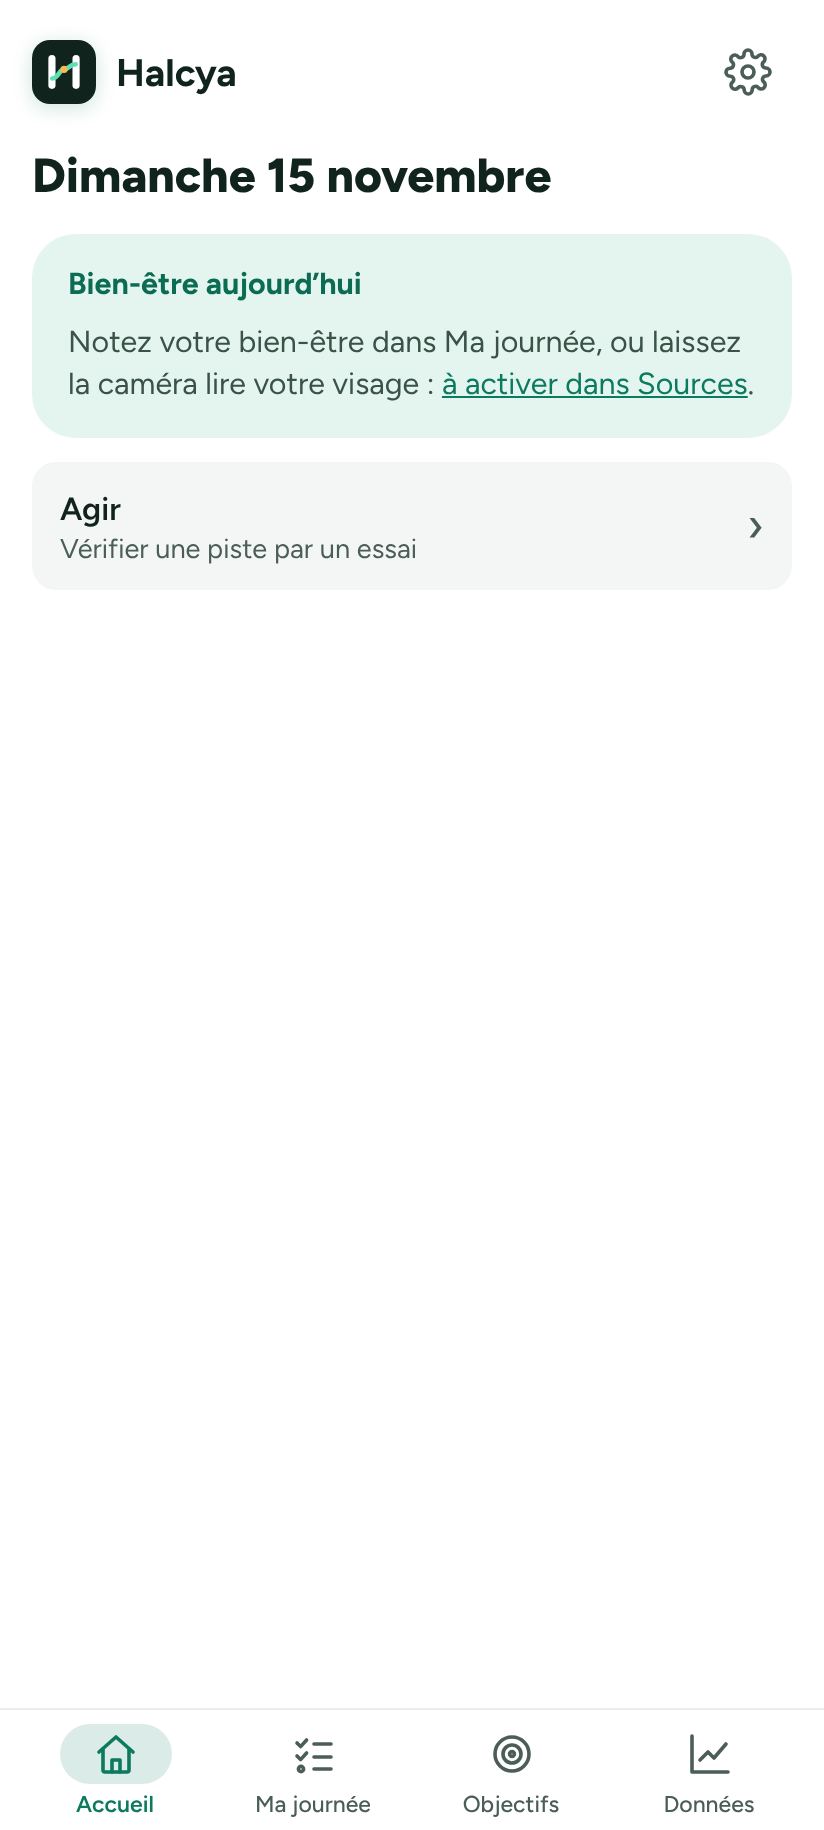 Halcya
Dimanche 15 novembre
Bien-être aujourd’hui
Notez votre bien-être dans Ma journée, ou laissez
la caméra lire votre visage : à activer dans Sources.
Agir
Vérifier une piste par un essai
Accueil
Ma journée
Objectifs
Données